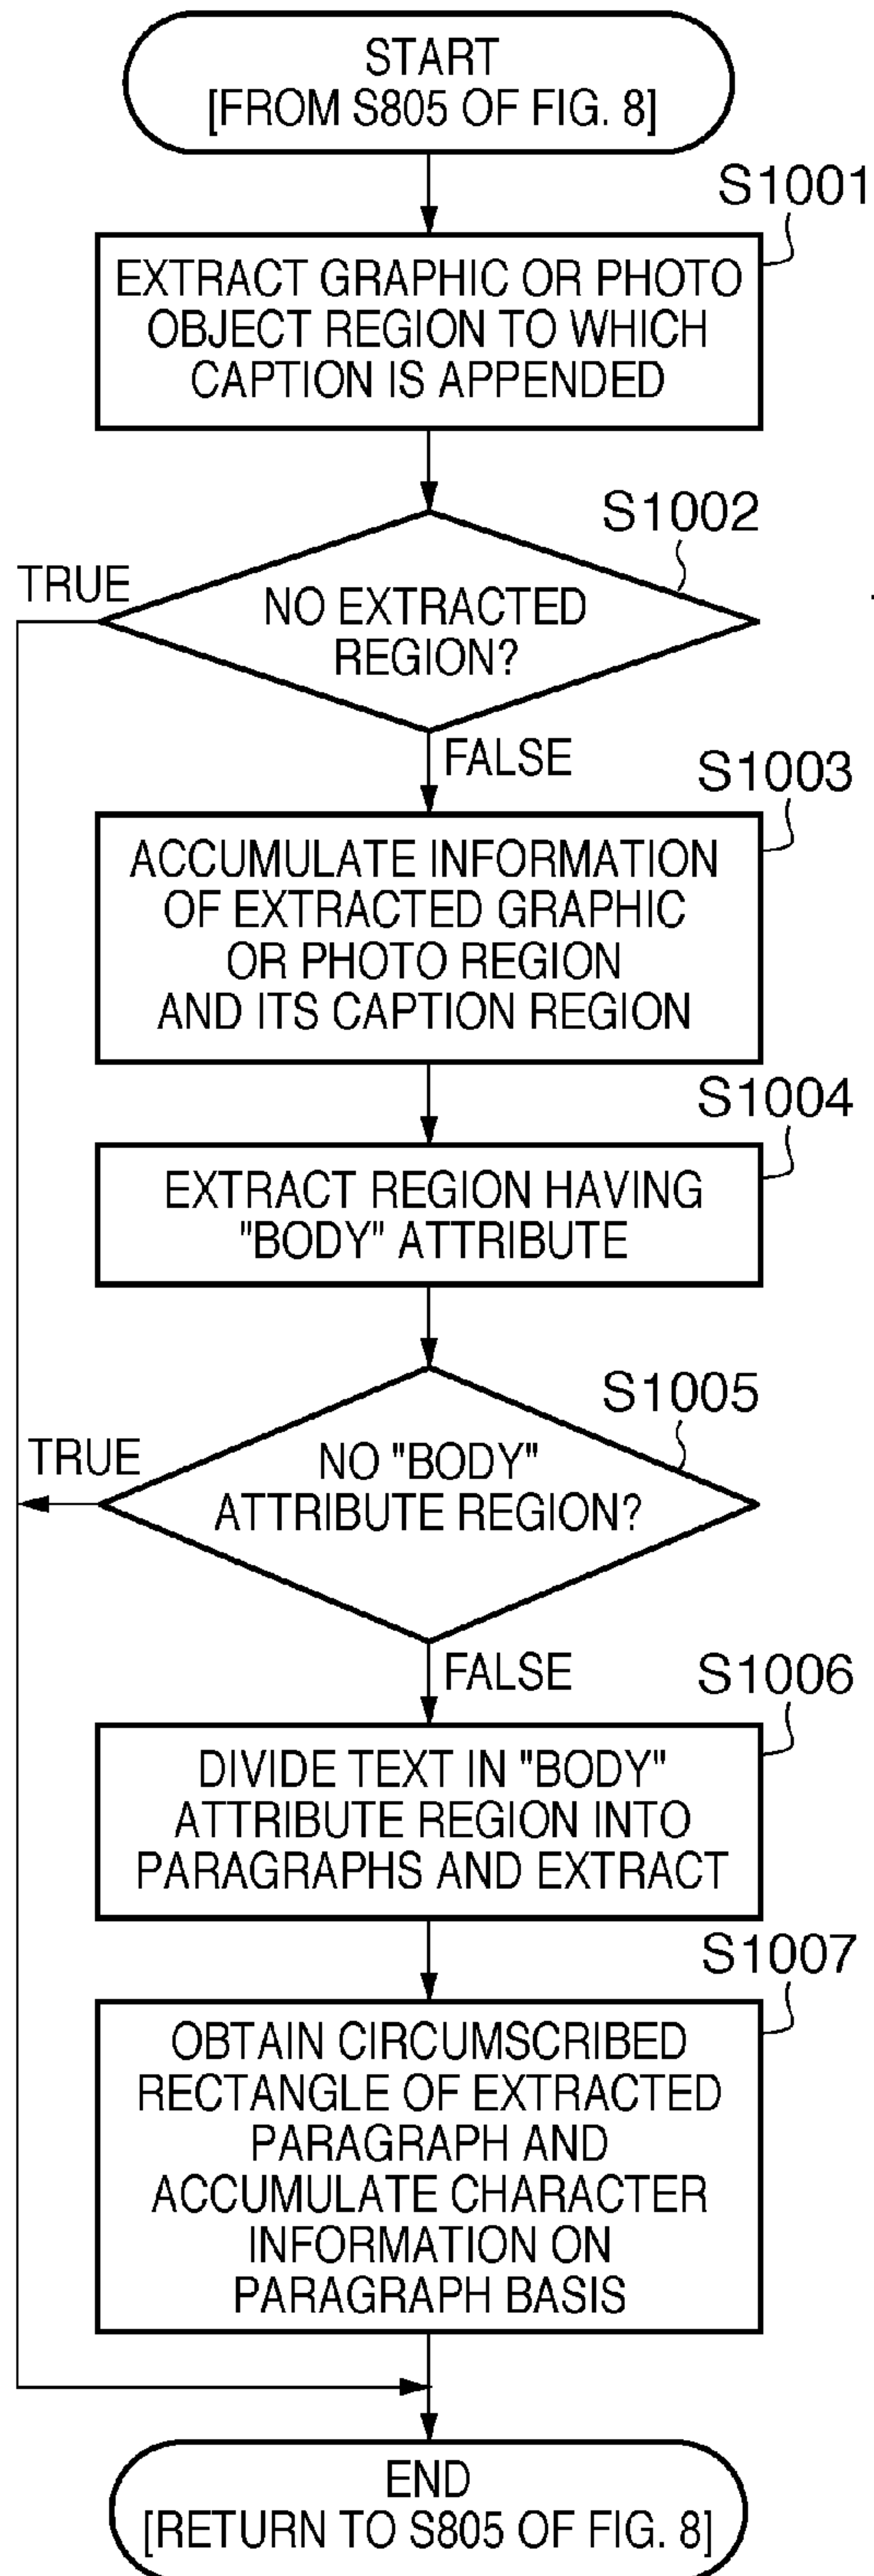 START
[FROM S805 OF FIG. 8]
S1001
EXTRACT GRAPHIC OR PHOTO
OBJECT REGION TO WHICH
CAPTION IS APPENDED
S1002
TRUE
NO EXTRACTED
REGION?
FALSE
S1003
ACCUMULATE INFORMATION
OF EXTRACTED GRAPHIC
OR PHOTO REGION
AND ITS CAPTION REGION
S1004
EXTRACT REGION HAVING
"BODY" ATTRIBUTE
S1005
TRUE
NO "BODY"
ATTRIBUTE REGION?
FALSE
S1006
DIVIDE TEXT IN "BODY"
ATTRIBUTE REGION INTO
PARAGRAPHS AND EXTRACT
S1007
OBTAIN CIRCUMSCRIBED
RECTANGLE OF EXTRACTED
PARAGRAPH AND
ACCUMULATE CHARACTER
INFORMATION ON
PARAGRAPH BASIS
END
[RETURN TO S805 OF FIG. 8]